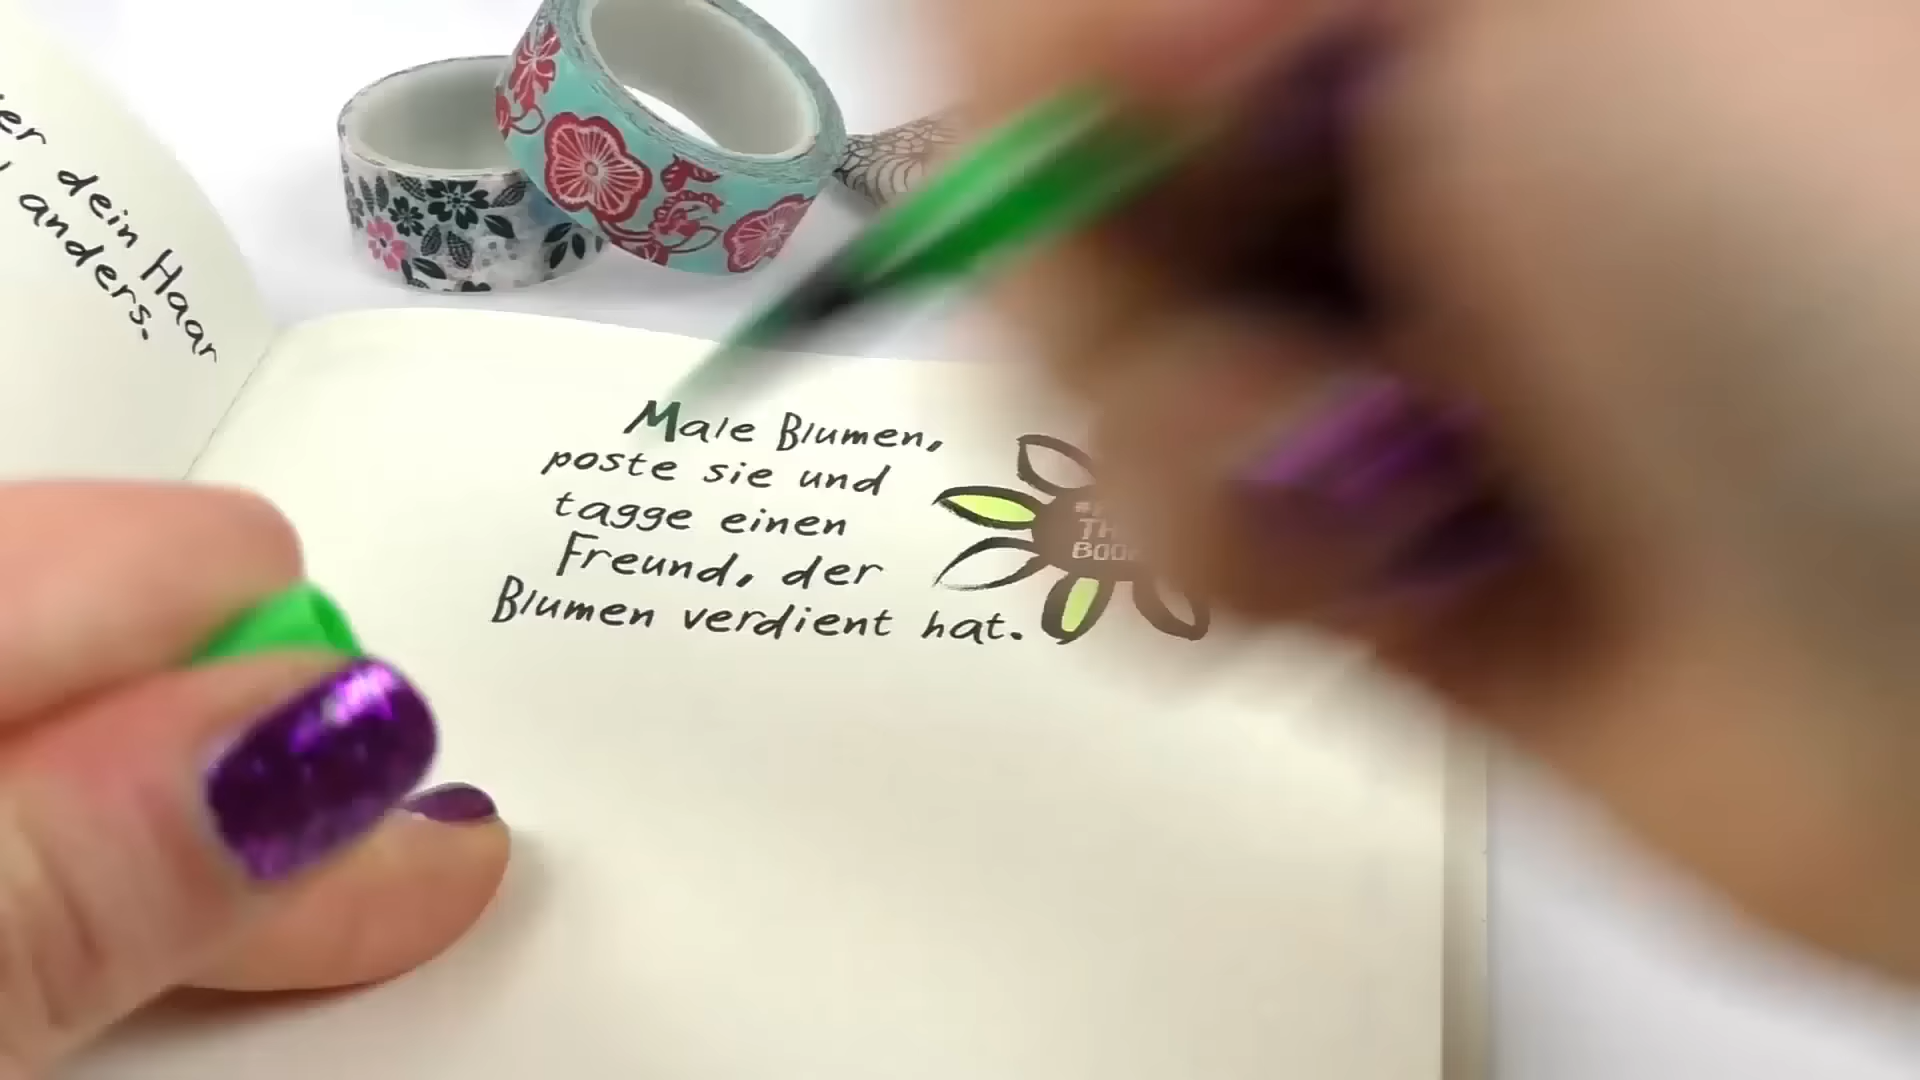 dein Haar
anders.
Male Blumen,
poste sie und
tagge einen
Freund, der
Blumen verdient hat.